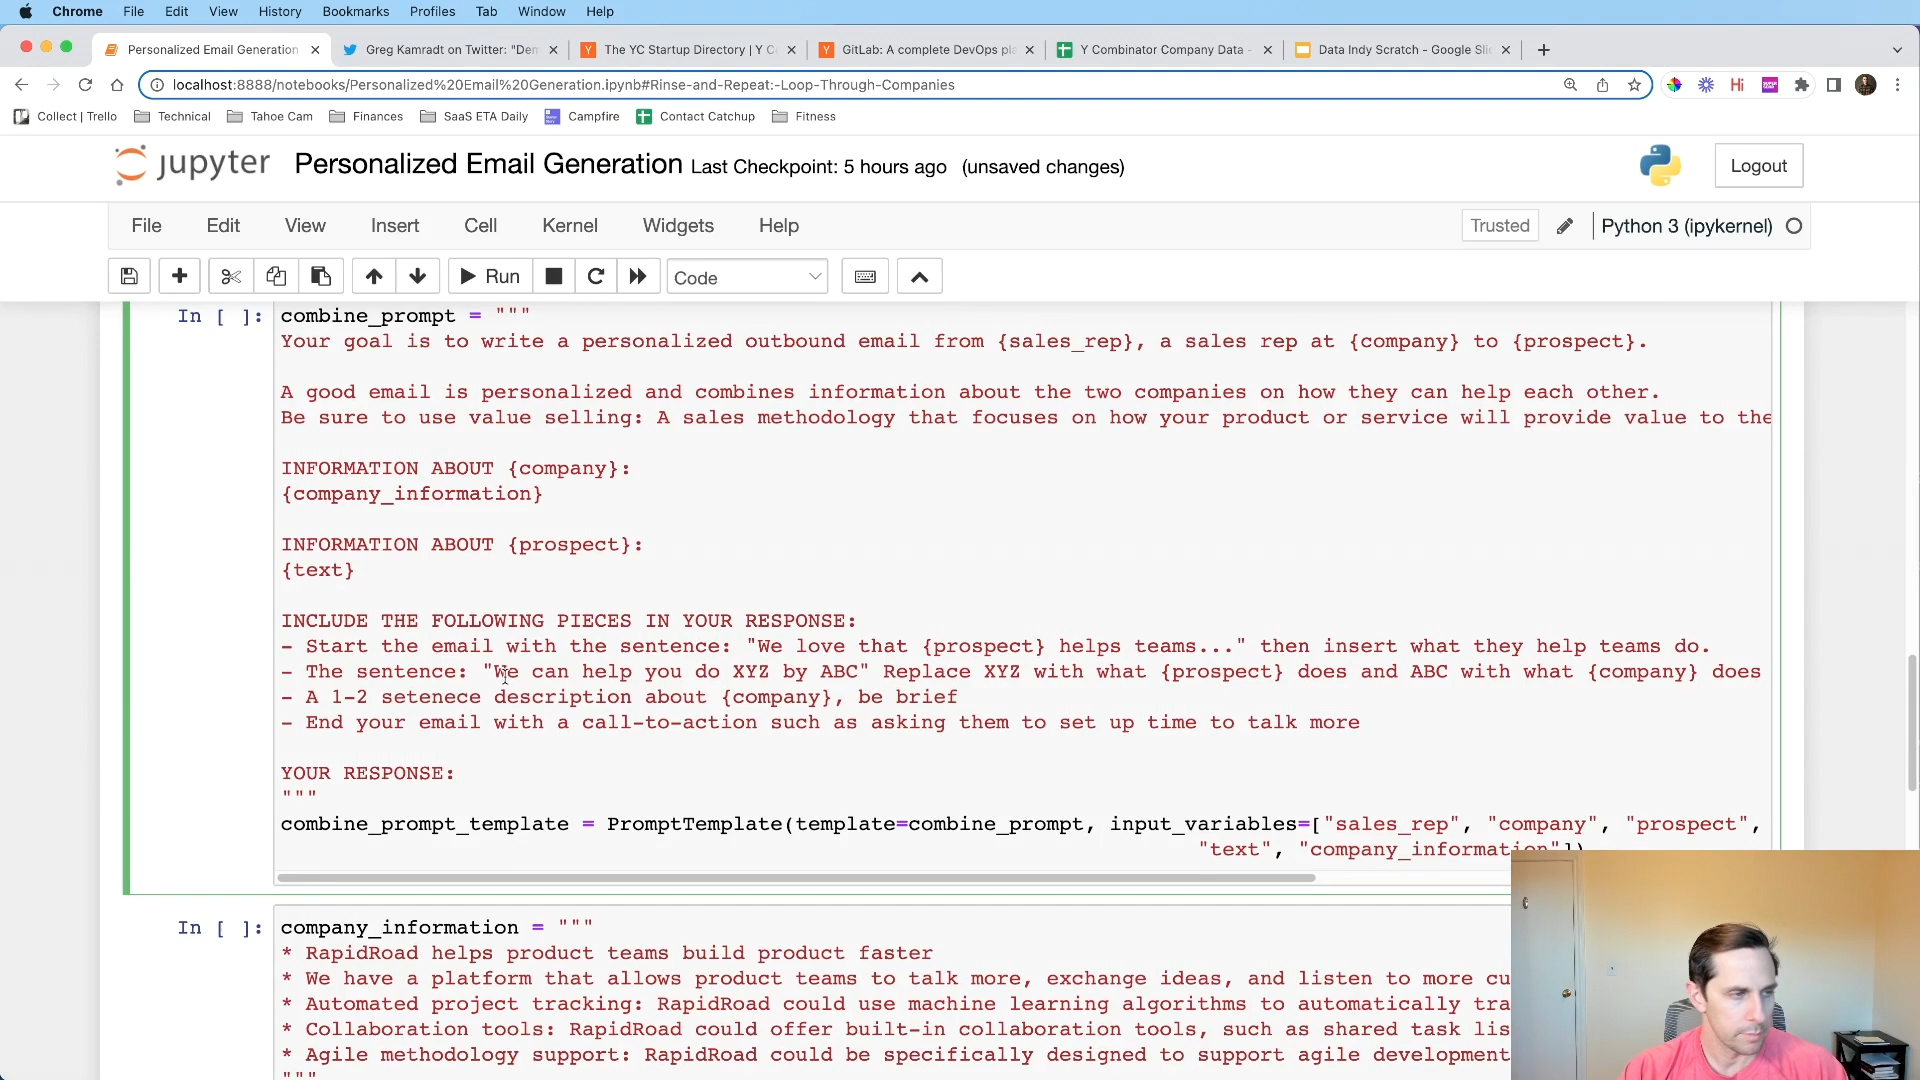 Chrome File Edit View History Bookmarks Profiles Tab Window Help
Personalized Email Generation
Greg Kamradt on Twitter: "Den
The YC Startup Directory | Y C
GitLab: A complete DevOps pla
Y Combinator Company Data -
Data Indy Scratch - Google Slid
localhost:8888/notebooks/Personalized%20Email%20Generation.ipynb#Rinse-and-Repeat:-Loop-Through-Companies
Hi
Collect | Trello Technical Tahoe Cam Finances SaaS ETA Daily Campfire Contact Catchup Fitness
jupyter Personalized Email Generation Last Checkpoint: 5 hours ago (unsaved changes)
Logout
File Edit View Insert Cell Kernel Widgets Help
Trusted Python 3 (ipykernel)
Run Code
In [ ]: combine_prompt = """
Your goal is to write a personalized outbound email from {sales_rep}, a sales rep at {company} to {prospect}.
A good email is personalized and combines information about the two companies on how they can help each other.
Be sure to use value selling: A sales methodology that focuses on how your product or service will provide value to the
INFORMATION ABOUT {company}:
{company_information}
INFORMATION ABOUT {prospect}:
{text}
INCLUDE THE FOLLOWING PIECES IN YOUR RESPONSE:
- Start the email with the sentence: "We love that {prospect} helps teams..." then insert what they help teams do.
- The sentence: "We can help you do XYZ by ABC" Replace XYZ with what {prospect} does and ABC with what {company} does
- A 1-2 setenece description about {company}, be brief
- End your email with a call-to-action such as asking them to set up time to talk more
YOUR RESPONSE:
"""
combine_prompt_template = PromptTemplate(template=combine_prompt, input_variables=["sales_rep", "company", "prospect",
"text", "company_information"])
In [ ]: company_information = """
* RapidRoad helps product teams build product faster
* We have a platform that allows product teams to talk more, exchange ideas, and listen to more cu
* Automated project tracking: RapidRoad could use machine learning algorithms to automatically tra
* Collaboration tools: RapidRoad could offer built-in collaboration tools, such as shared task lis
* Agile methodology support: RapidRoad could be specifically designed to support agile development
"""